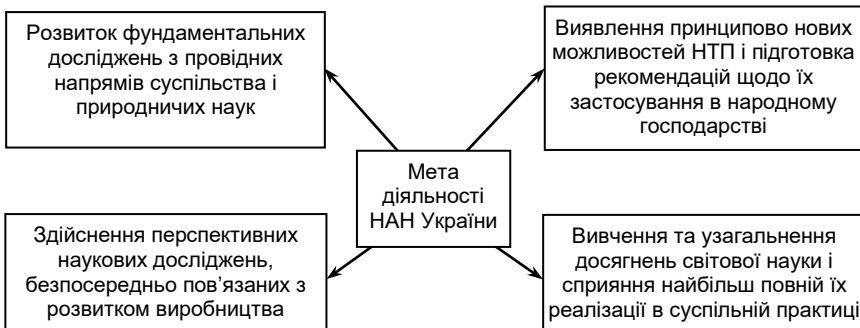 Розвиток фундаментальних
досліджень з провідних
напрямів суспільства і
природничих наук
Виявлення принципово нових
можливостей НТП і підготовка
рекомендацій щодо їх
застосування в народному
господарстві
Мета
діяльності
НАН України
Здійснення перспективних
наукових досліджень,
безпосередньо пов’язаних з
розвитком виробництва
Вивчення та узагальнення
досягнень світової науки і
сприяння найбільш повній їх
реалізації в суспільній практиці